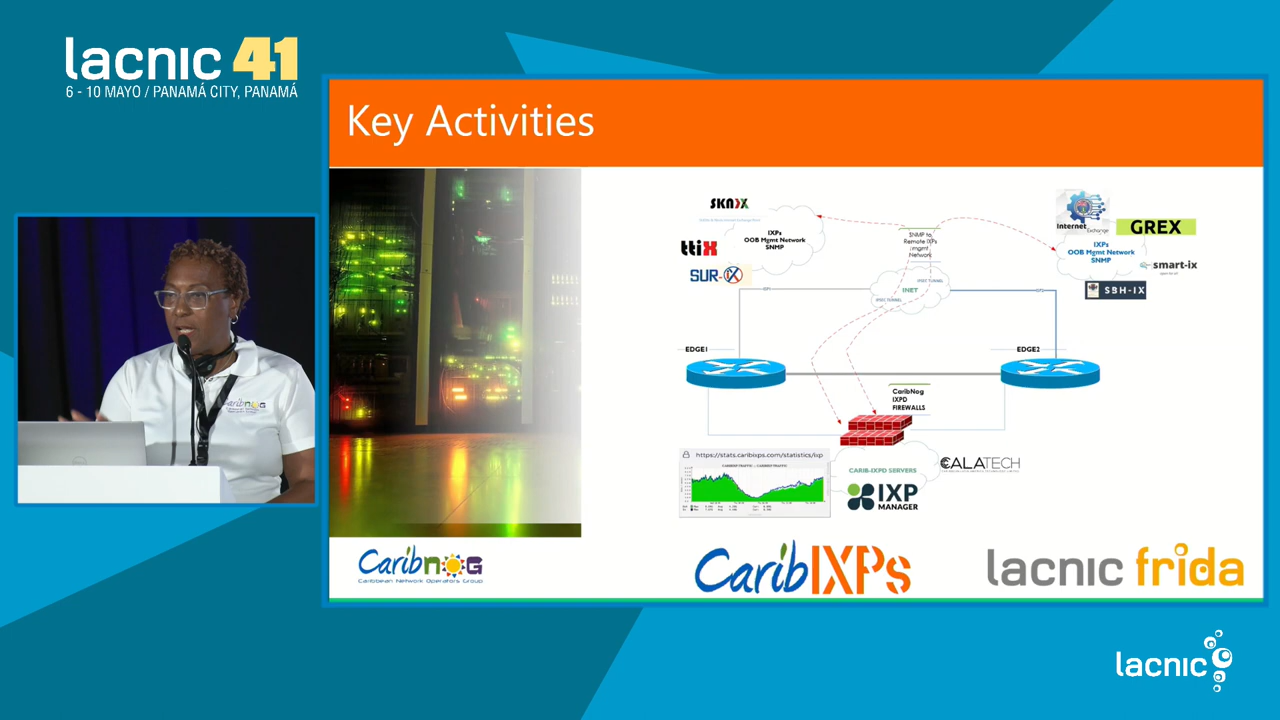 lacnic 41
6 - 10 MAYO / PANAMÁ CITY, PANAMÁ
Key Activities
SKNIX
IXPs
OOB Mgmt Network
SNMP
ttix
SUR-IX
SNMP to
Remote IXPs
mgmt
Network
Internet
Exchange
GREX
IXPs
OOB Mgmt Network
SNMP
smart-ix
SBH-IX
INET
IPSEC TUNNEL
IPSEC TUNNEL
EDGE1
EDGE2
CaribNog
IXPD
FIREWALLS
https://stats.caribixps.com/statistics/ixp
CARIB-IXPD SERVERS
CALATECH
IXP
MANAGER
Caribnog
Caribnog
Caribbean Network Operators Group
CaribIXPs
lacnic frida
lacnic